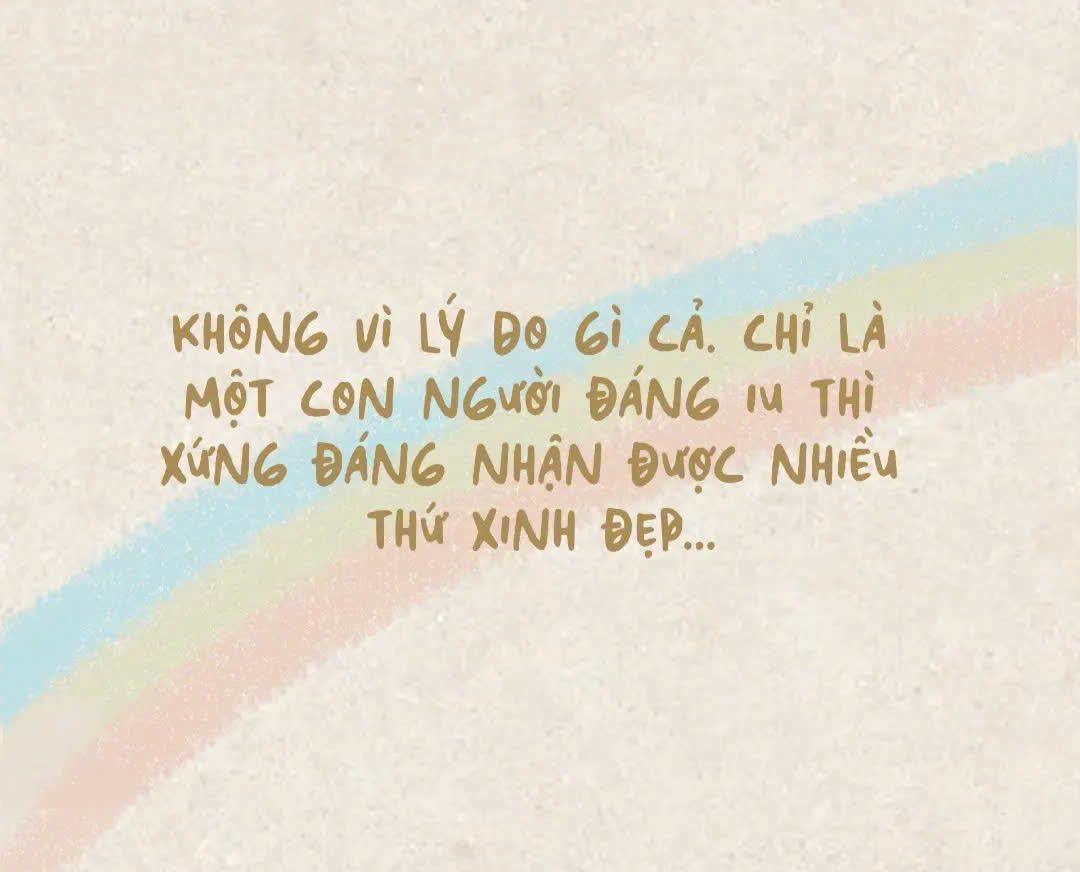 KHÔNG VÌ LÝ DO GÌ CẢ. CHỈ LÀ
MỘT CON NGƯỜI ĐÁNG IU THÌ
XỨNG ĐÁNG NHẬN ĐƯỢC NHIỀU
THỨ XINH ĐẸP...